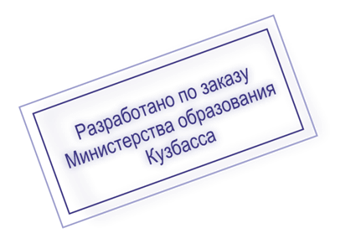 Разработано по заказу
Министерства образования
Кузбасса